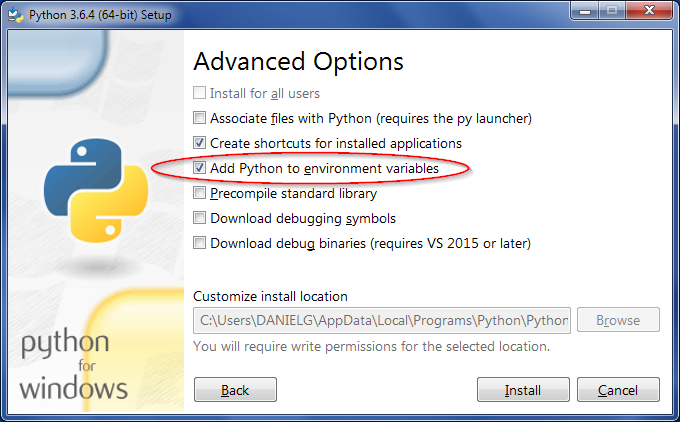 Python 3.6.4 (64-bit) Setup
Advanced Options
Install for all users
Associate files with Python (requires the py launcher)
Create shortcuts for installed applications
Add Python to environment variables
Precompile standard library
Download debugging symbols
Download debug binaries (requires VS 2015 or later)
Customize install location
C:\Users\DANIELG\AppData\Local\Programs\Python\Python
Browse
You will require write permissions for the selected location.
python
for
windows
Back
Install
Cancel